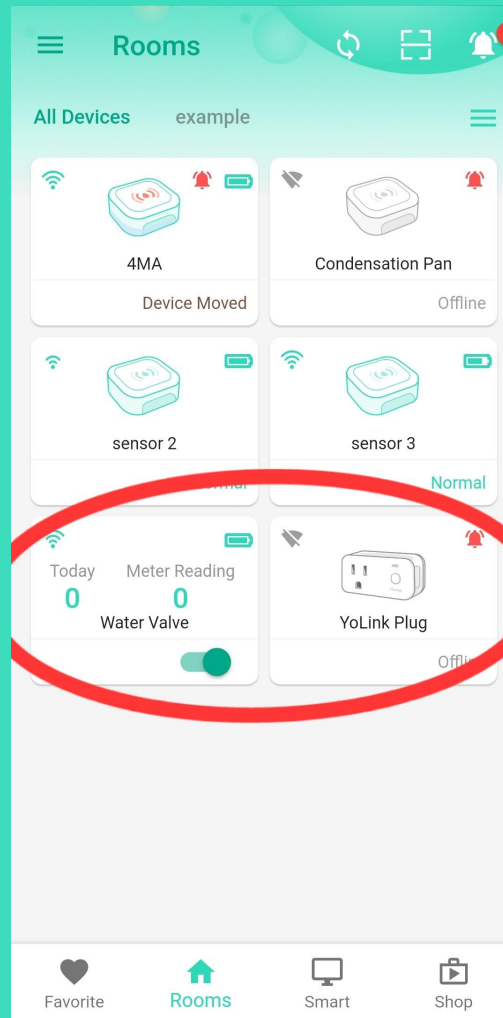 Rooms
All Devices example
4MA Condensation Pan
Device Moved Offline
sensor 2 sensor 3
Normal
Today Meter Reading
0 0
Water Valve YoLink Plug
Favorite Rooms Smart Shop